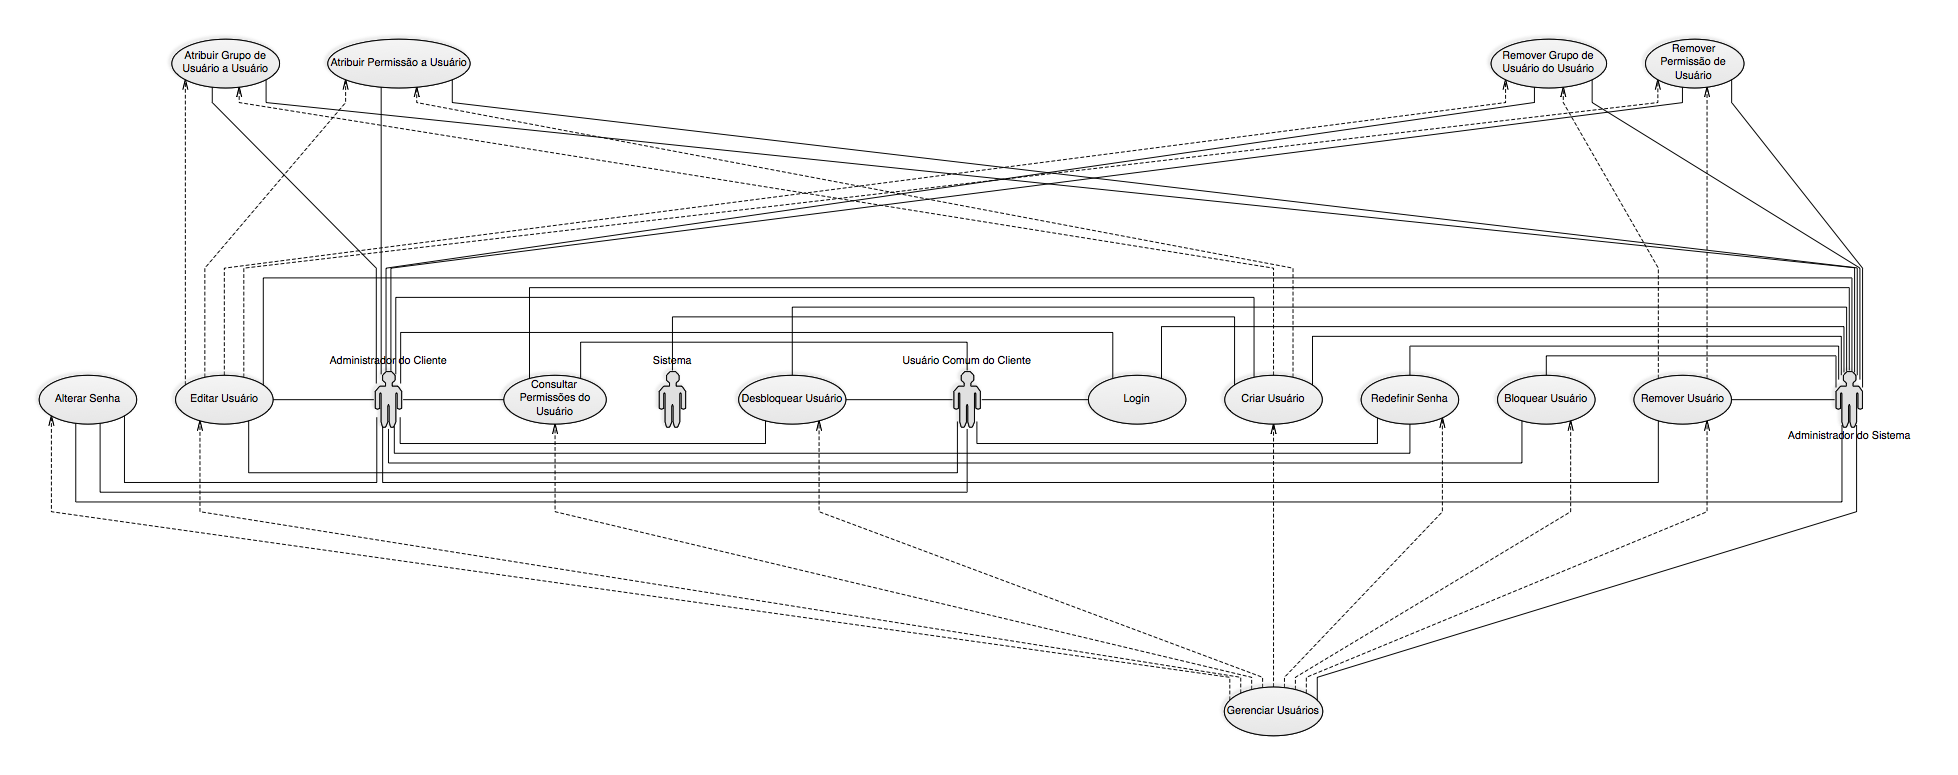 Atribuir Grupo de
Usuário a Usuário
Atribuir Permissão a Usuário
Remover Grupo de
Usuário do Usuário
Remover
Permissão de
Usuário
Administrador do Cliente
Sistema
Usuário Comum do Cliente
Alterar Senha
Editar Usuário
Consultar
Permissões do
Usuário
Desbloquear Usuário
Login
Criar Usuário
Redefinir Senha
Bloquear Usuário
Remover Usuário
Administrador do Sistema
Gerenciar Usuários